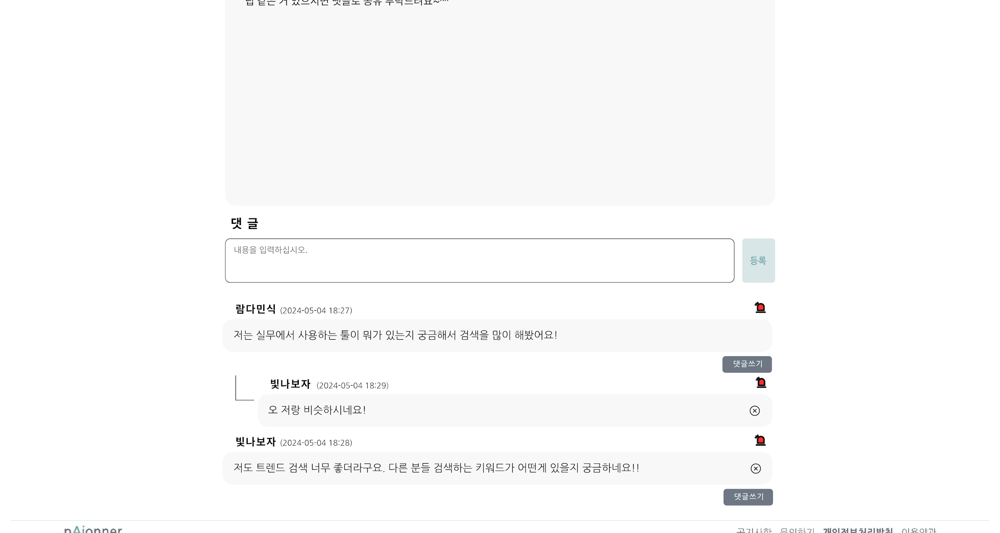 팁 같은 거 있으시면 댓글로 공유 부탁드려요~^^
댓 글
내용을 입력하십시오.
등록
람다민식 (2024-05-04 18:27)
저는 실무에서 사용하는 툴이 뭐가 있는지 궁금해서 검색을 많이 해봤어요!
댓글쓰기
빛나보자 (2024-05-04 18:29)
오 저랑 비슷하시네요!
빛나보자 (2024-05-04 18:28)
저도 트렌드 검색 너무 좋더라구요. 다른 분들 검색하는 키워드가 어떤게 있을지 궁금하네요!!
댓글쓰기
pAionner 공지사항 문의하기 개인정보처리방침 이용약관